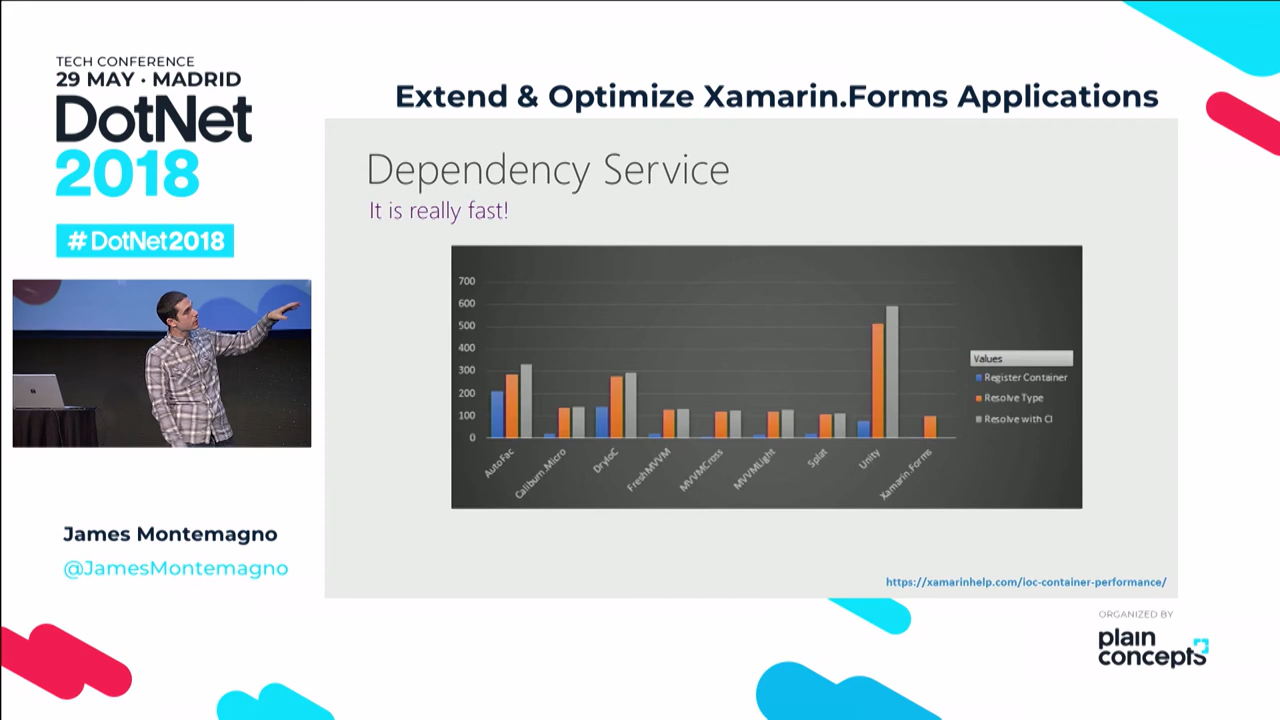 TECH CONFERENCE
29 MAY · MADRID
DotNet
2018
#DotNet2018
James Montemagno
@JamesMontemagno
Extend & Optimize Xamarin.Forms Applications
Dependency Service
It is really fast!
700
600
500
400
300
200
100
0
AutoFac
Caliburn.Micro
DryIoC
FreshMVVM
MVVMCross
MVVMLight
Splat
Unity
Xamarin.Forms
Values
Register Container
Resolve Type
Resolve with CI
https://xamarinhelp.com/ioc-container-performance/
ORGANIZED BY
plain
concepts